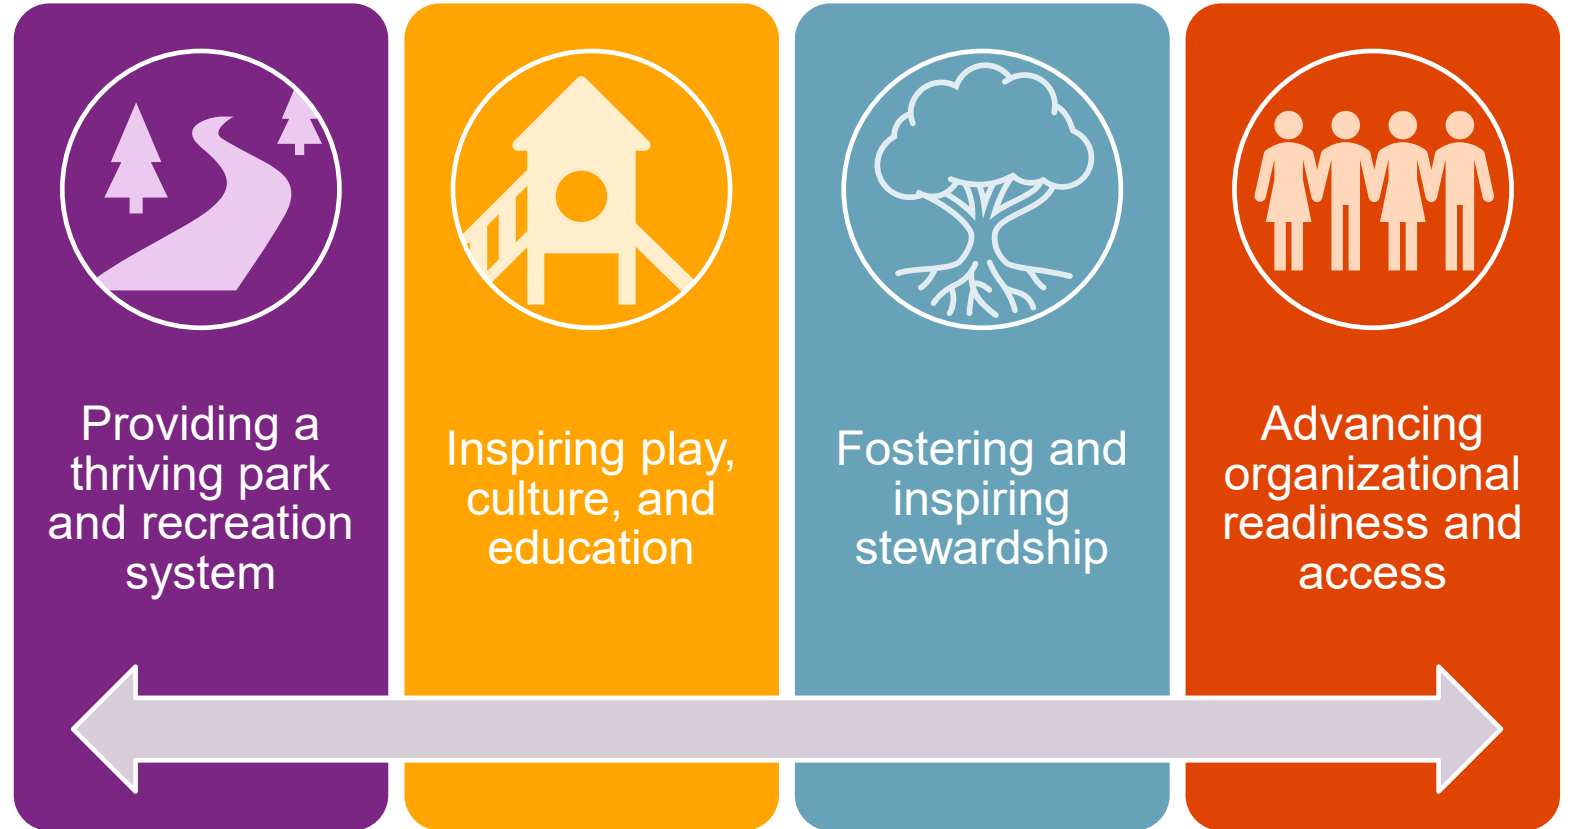 Providing a
thriving park
and recreation
system
Inspiring play,
culture, and
education
Fostering and
inspiring
stewardship
Advancing
organizational
readiness and
access